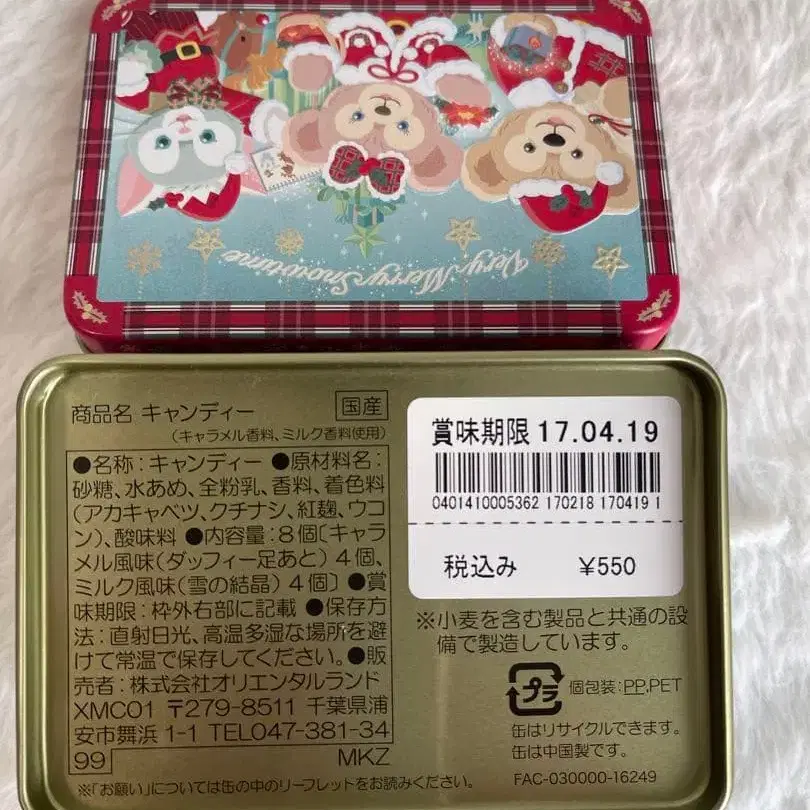 Very Merry Snowtime
商品名 キャンディー 国産
(キャラメル香料、ミルク香料使用)
●名称:キャンディー ●原材料名:
砂糖、水あめ、全粉乳、香料、着色料
(アカキャベツ、クチナシ、紅麹、ウコ
ン)、酸味料 ●内容量:8個〔キャラ
メル風味(ダッフィー足あと) 4個、
ミルク風味(雪の結晶) 4個〕 ●賞
味期限:枠外右部に記載 ●保存方
法:直射日光、高温多湿な場所を避
けて常温で保存してください。●販
売者:株式会社オリエンタルランド
XMC01 〒279-8511 千葉県浦
安市舞浜 1-1 TEL047-381-34
99 MKZ
※「お願い」については缶の中のリーフレットをお読みください。
賞味期限 17.04.19
0401410005362 170218 170419 1
税込み ¥550
※小麦を含む製品と共通の設
備で製造しています。
プラ 個包装:PP,PET
缶はリサイクルできます。
缶は中国製です。
FAC-030000-16249